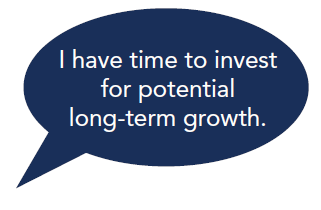 I have time to invest
for potential
long-term growth.